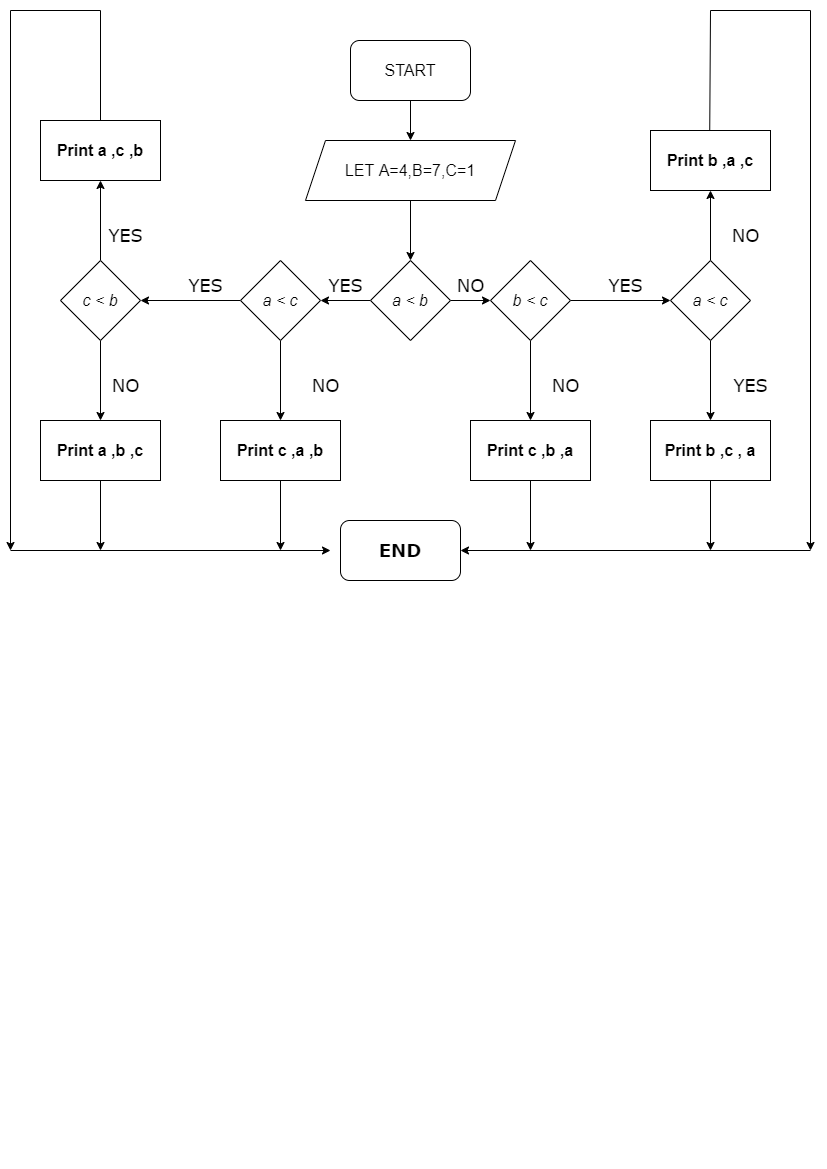 START
LET A=4,B=7,C=1
Print a ,c ,b
Print b ,a ,c
YES
NO
c < b
YES
a < c
YES
a < b
NO
b < c
YES
a < c
NO
NO
NO
YES
Print a ,b ,c
Print c ,a ,b
Print c ,b ,a
Print b ,c , a
END